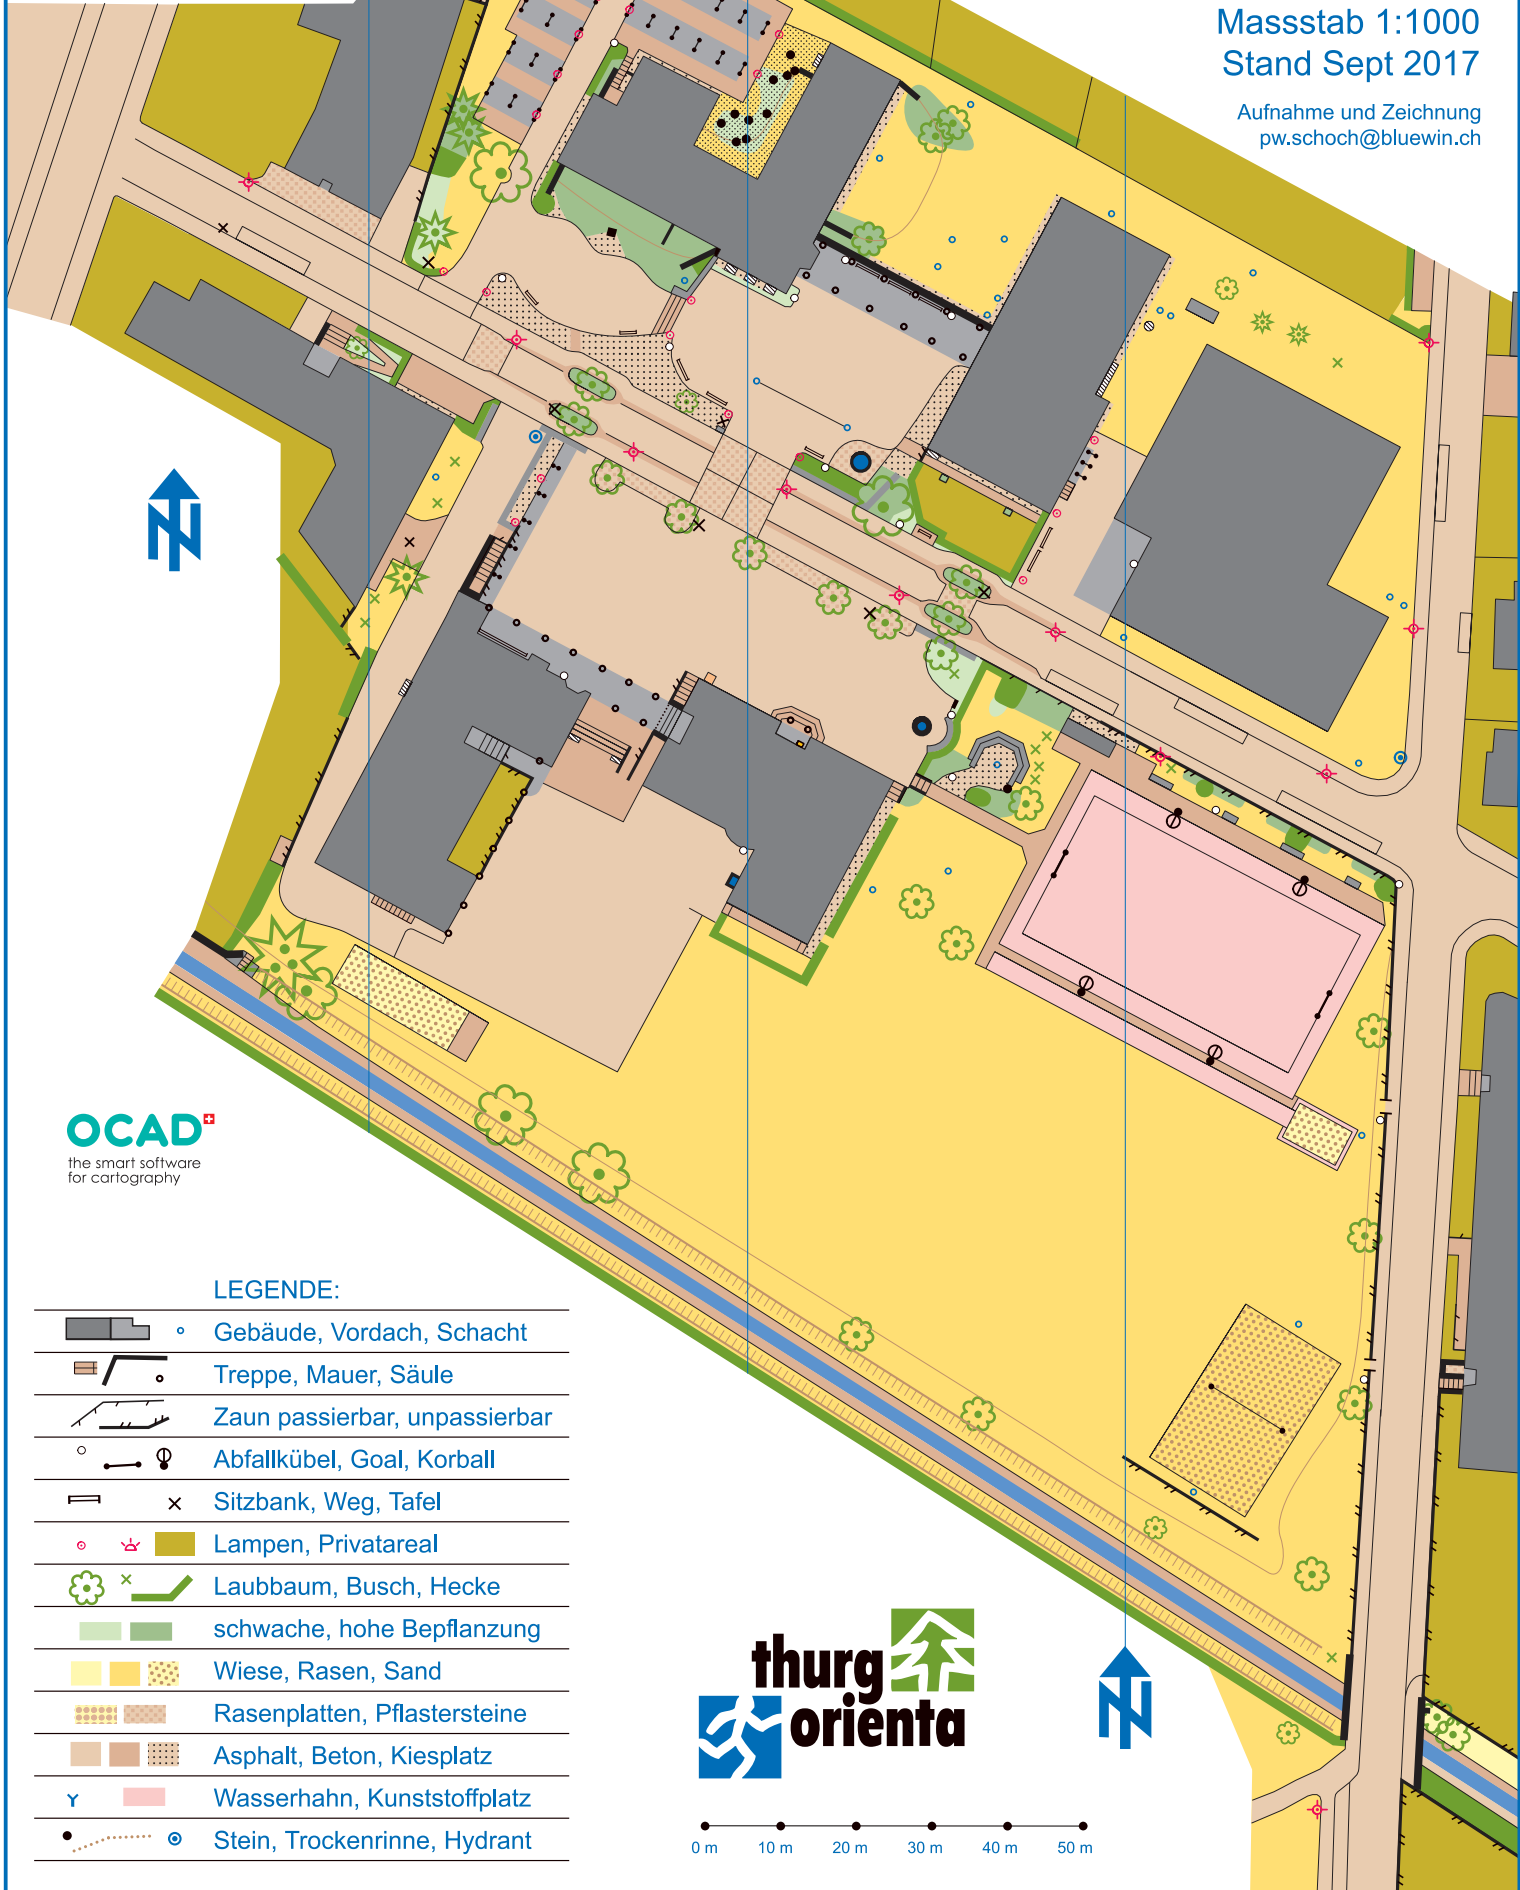 Massstab 1:1000
Stand Sept 2017
Aufnahme und Zeichnung
pw.schoch@bluewin.ch
N
OCAD
the smart software
for cartography
LEGENDE:
Gebäude, Vordach, Schacht
Treppe, Mauer, Säule
Zaun passierbar, unpassierbar
Abfallkübel, Goal, Korball
Sitzbank, Weg, Tafel
Lampen, Privatareal
Laubbaum, Busch, Hecke
schwache, hohe Bepflanzung
Wiese, Rasen, Sand
Rasenplatten, Pflastersteine
Asphalt, Beton, Kiesplatz
Wasserhahn, Kunststoffplatz
Stein, Trockenrinne, Hydrant
thurg
orienta
N
0 m 10 m 20 m 30 m 40 m 50 m